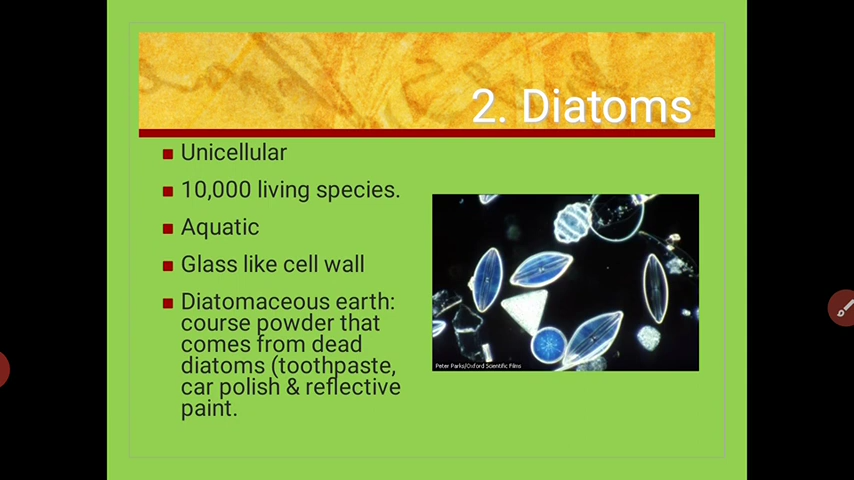 2. Diatoms
Unicellular
10,000 living species.
Aquatic
Glass like cell wall
Diatomaceous earth:
course powder that
comes from dead
diatoms (toothpaste,
car polish & reflective
paint.
Peter Parks/Oxford Scientific Films